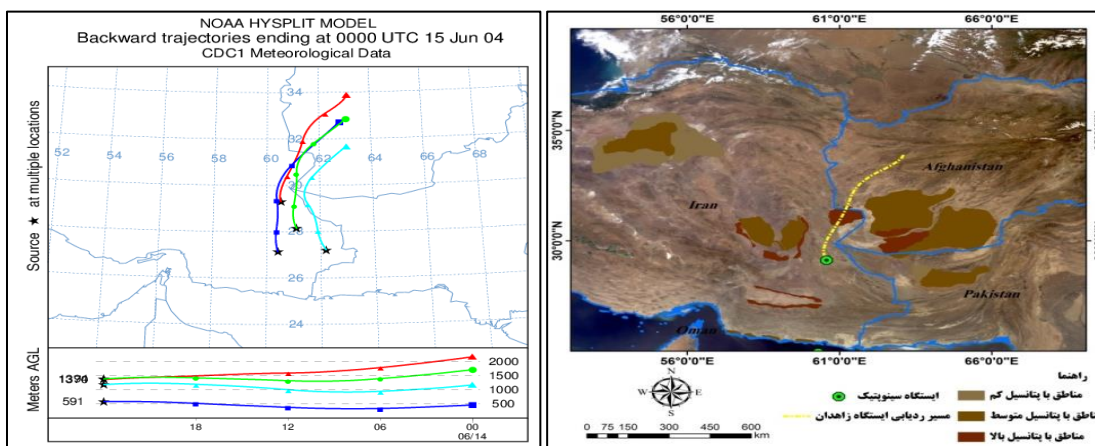 NOAA HYSPLIT MODEL
Backward trajectories ending at 0000 UTC 15 Jun 04
CDC1 Meteorological Data
Source ★ at multiple locations
34
32
52
54
56
58
60
62
64
66
68
30
28
26
24
Meters AGL
591
2000
1500
1000
500
18
12
06
00
06/14
56°0'0"E
61°0'0"E
66°0'0"E
35°0'0"N
30°0'0"N
Afghanistan
Iran
Pakistan
Oman
56°0'0"E
61°0'0"E
66°0'0"E
N
W
E
S
0 75 150 300 450 600
km
راهنما
ایستگاه سینوپتیک
مناطق با پتانسیل کم
مسیر ردیابی ایستگاه زاهدان
مناطق با پتانسیل متوسط
مناطق با پتانسیل بالا